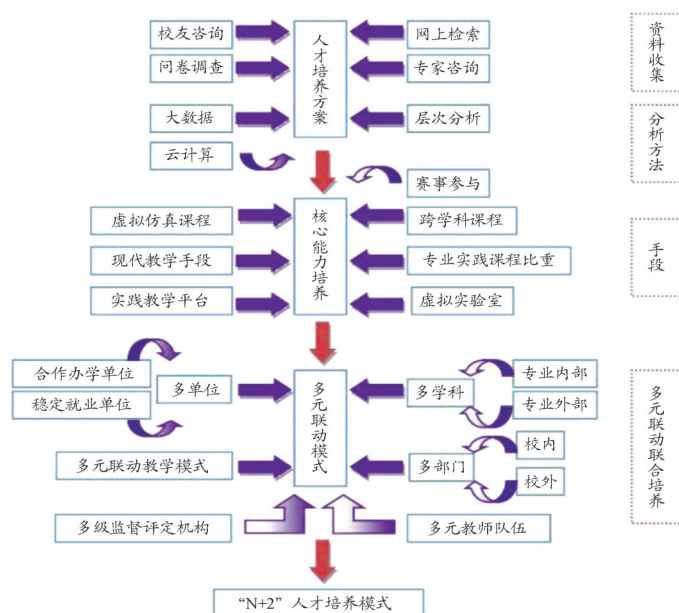 校友咨询
网上检索
问卷调查
专家咨询
大数据
层次分析
云计算
人才培养方案
资料收集
分析方法
赛事参与
虚拟仿真课程
跨学科课程
现代教学手段
专业实践课程比重
实践教学平台
虚拟实验室
核心能力培养
手段
合作办学单位
稳定就业单位
多单位
多学科
专业内部
专业外部
多元联动教学模式
多部门
校内
校外
多元联动模式
多级监督评定机构
多元教师队伍
多元联动联合培养
“N+2”人才培养模式